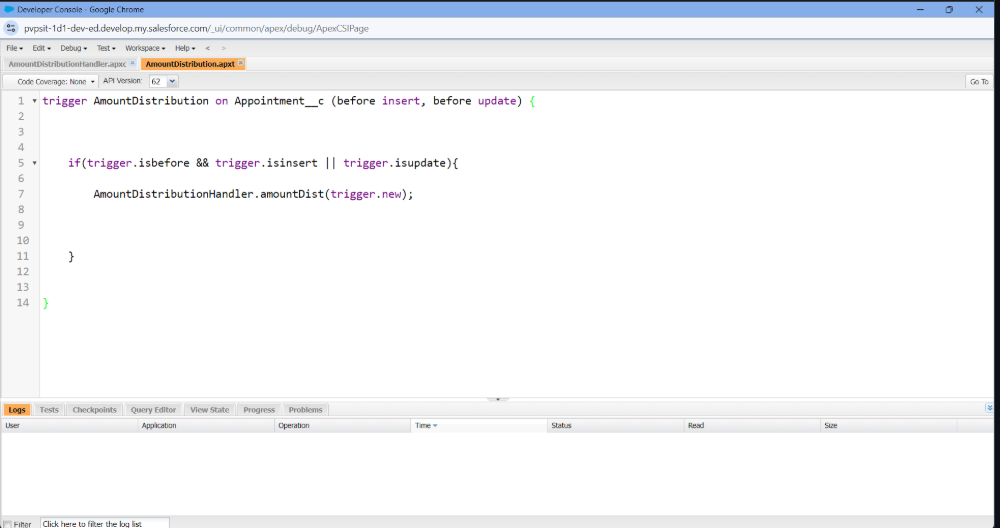 Developer Console - Google Chrome
pvpsit-1d1-dev-ed.develop.my.salesforce.com/_ui/common/apex/debug/ApexCSIPage
File Edit Debug Test Workspace Help < >
AmountDistributionHandler.apxc AmountDistribution.apxt
Code Coverage: None API Version: 62 Go To
1 trigger AmountDistribution on Appointment__c (before insert, before update) {
2
3
4
5 if(trigger.isbefore && trigger.isinsert || trigger.isupdate){
6
7 AmountDistributionHandler.amountDist(trigger.new);
8
9
10
11 }
12
13
14 }
Logs Tests Checkpoints Query Editor View State Progress Problems
User Application Operation Time Status Read Size
Filter Click here to filter the log list